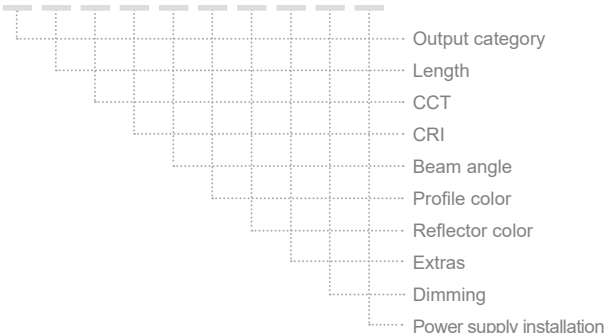 Output category
Length
CCT
CRI
Beam angle
Profile color
Reflector color
Extras
Dimming
Power supply installation